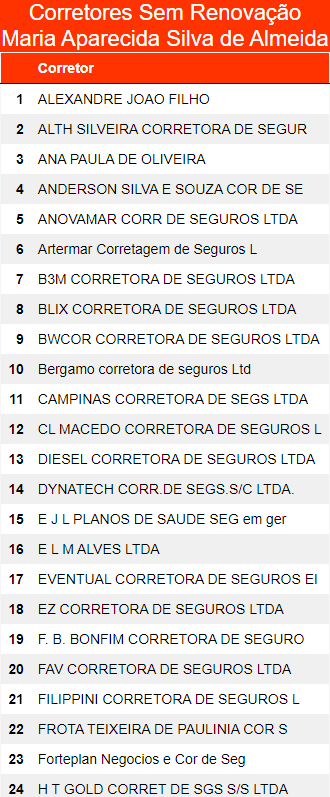 Corretores Sem Renovação
Maria Aparecida Silva de Almeida
Corretor
1 ALEXANDRE JOAO FILHO
2 ALTH SILVEIRA CORRETORA DE SEGUR
3 ANA PAULA DE OLIVEIRA
4 ANDERSON SILVA E SOUZA COR DE SE
5 ANOVAMAR CORR DE SEGUROS LTDA
6 Artermar Corretagem de Seguros L
7 B3M CORRETORA DE SEGUROS LTDA
8 BLIX CORRETORA DE SEGUROS LTDA
9 BWCOR CORRETORA DE SEGUROS LTDA
10 Bergamo corretora de seguros Ltd
11 CAMPINAS CORRETORA DE SEGS LTDA
12 CL MACEDO CORRETORA DE SEGUROS L
13 DIESEL CORRETORA DE SEGUROS LTDA
14 DYNATECH CORR.DE SEGS.S/C LTDA.
15 E J L PLANOS DE SAUDE SEG em ger
16 E L M ALVES LTDA
17 EVENTUAL CORRETORA DE SEGUROS EI
18 EZ CORRETORA DE SEGUROS LTDA
19 F. B. BONFIM CORRETORA DE SEGURO
20 FAV CORRETORA DE SEGUROS LTDA
21 FILIPPINI CORRETORA DE SEGUROS L
22 FROTA TEIXEIRA DE PAULINIA COR S
23 Forteplan Negocios e Cor de Seg
24 H T GOLD CORRET DE SGS S/S LTDA